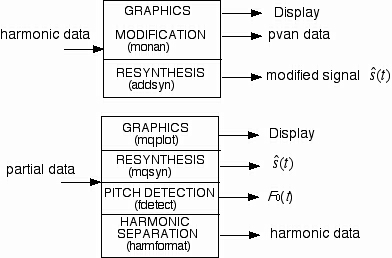 GRAPHICS
Display
harmonic data
MODIFICATION
(monan)
pvan data
RESYNTHESIS
(addsyn)
modified signal ŝ(t)
GRAPHICS
(mqplot)
Display
partial data
RESYNTHESIS
(mqsyn)
ŝ(t)
PITCH DETECTION
(fdetect)
F₀(t)
HARMONIC
SEPARATION
(harmformat)
harmonic data